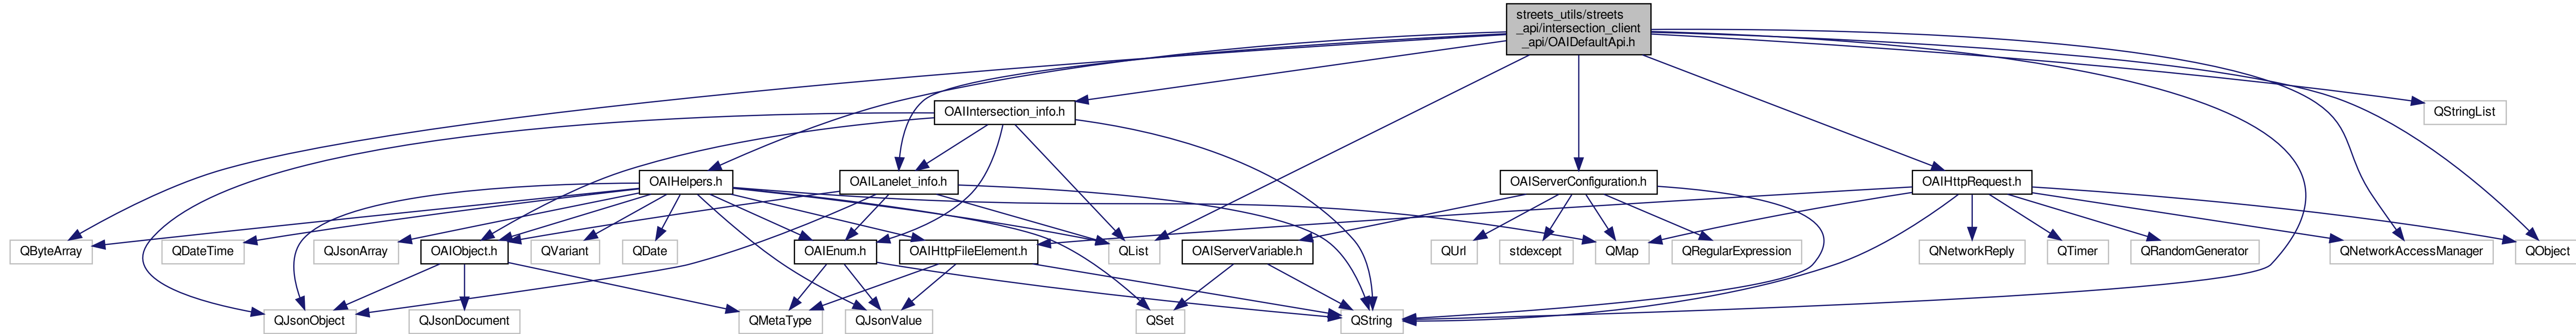 streets_utils/streets
_api/intersection_client
_api/OAIDefaultApi.h
OAIIntersection_info.h
QStringList
OAIHelpers.h
OAILanelet_info.h
OAIServerConfiguration.h
OAIHttpRequest.h
QByteArray
QDateTime
QJsonArray
OAIObject.h
QVariant
QDate
OAIEnum.h
OAIHttpFileElement.h
QList
OAIServerVariable.h
QUrl
stdexcept
QMap
QRegularExpression
QNetworkReply
QTimer
QRandomGenerator
QNetworkAccessManager
QObject
QJsonObject
QJsonDocument
QMetaType
QJsonValue
QSet
QString